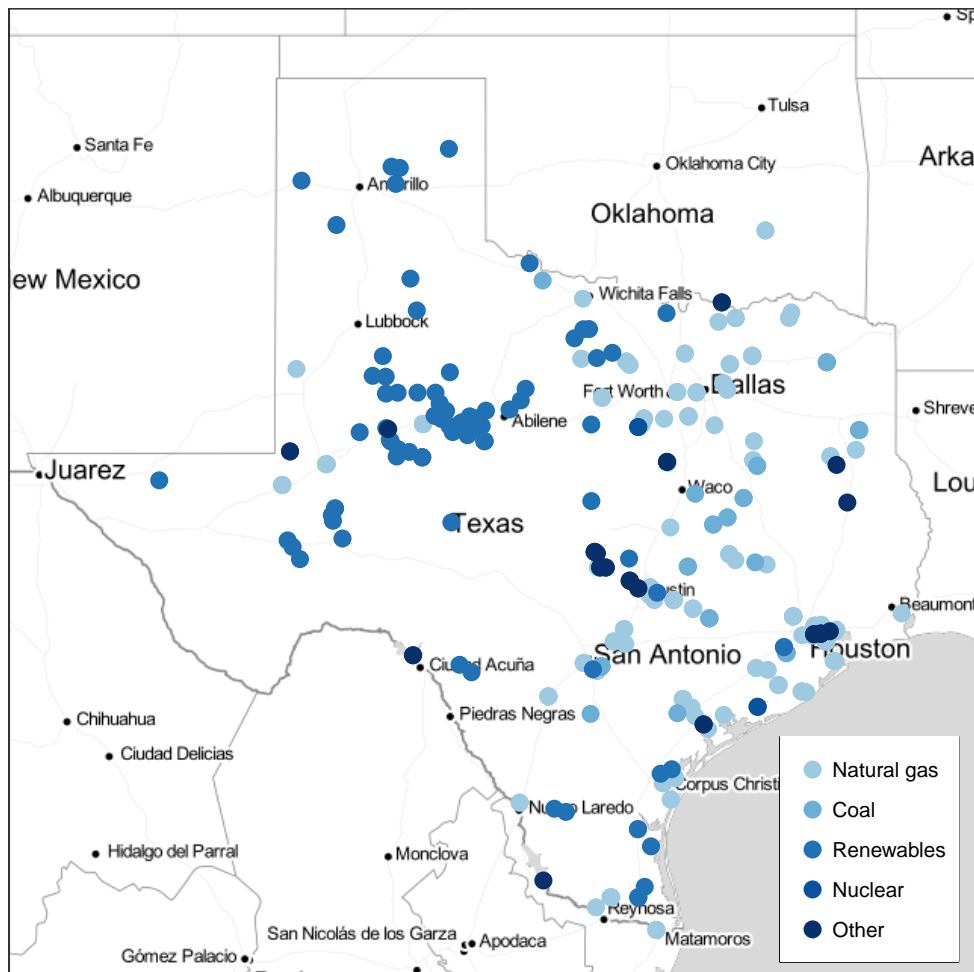 Sp
Tulsa
Santa Fe
Oklahoma City
Arka
Amarillo
Albuquerque
Oklahoma
ew Mexico
Wichita Falls
Lubbock
Fort Worth
Dallas
Abilene
Shreve
Juarez
Lou
Waco
Texas
ustin
Beaumont
Houston
San Antonio
Ciudad Acuña
Piedras Negras
Chihuahua
Ciudad Delicias
Natural gas
Corpus Christi
Nuevo Laredo
Coal
Hidalgo del Parral
Monclova
Renewables
Nuclear
Reynosa
Other
San Nicolás de los Garza
Apodaca
Matamoros
Gómez Palacio